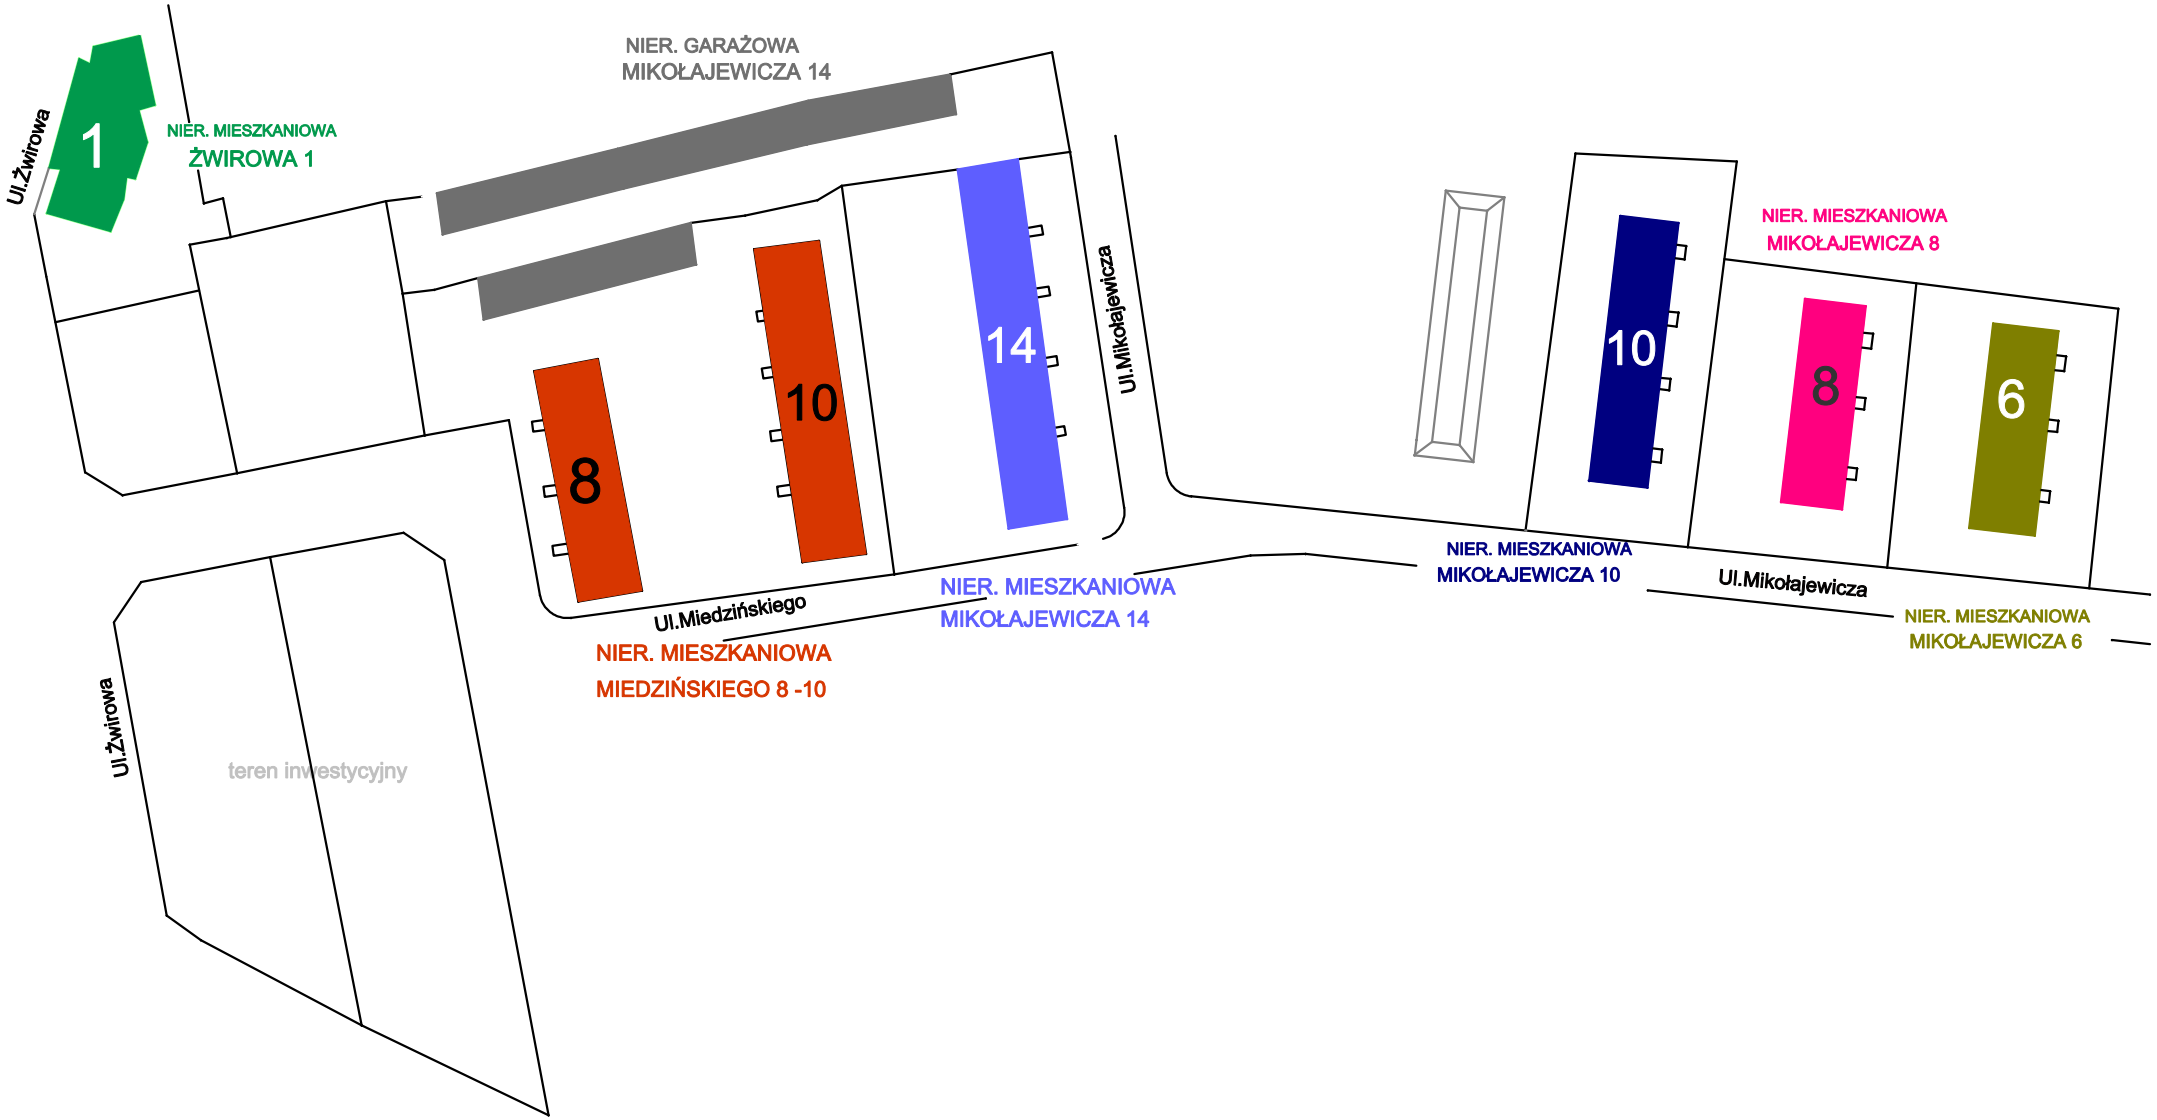 NIER. GARAŻOWA
MIKOŁAJEWICZA 14
Ul.Żwirowa
1
NIER. MIESZKANIOWA
ŻWIROWA 1
NIER. MIESZKANIOWA
MIKOŁAJEWICZA 8
Ul.Mikołajewicza
14
10
8
10
8
6
NIER. MIESZKANIOWA
MIKOŁAJEWICZA 10
Ul.Mikołajewicza
NIER. MIESZKANIOWA
MIKOŁAJEWICZA 14
Ul.Miedzińskiego
NIER. MIESZKANIOWA
MIKOŁAJEWICZA 6
NIER. MIESZKANIOWA
MIEDZIŃSKIEGO 8 -10
Ul.Żwirowa
teren inwestycyjny